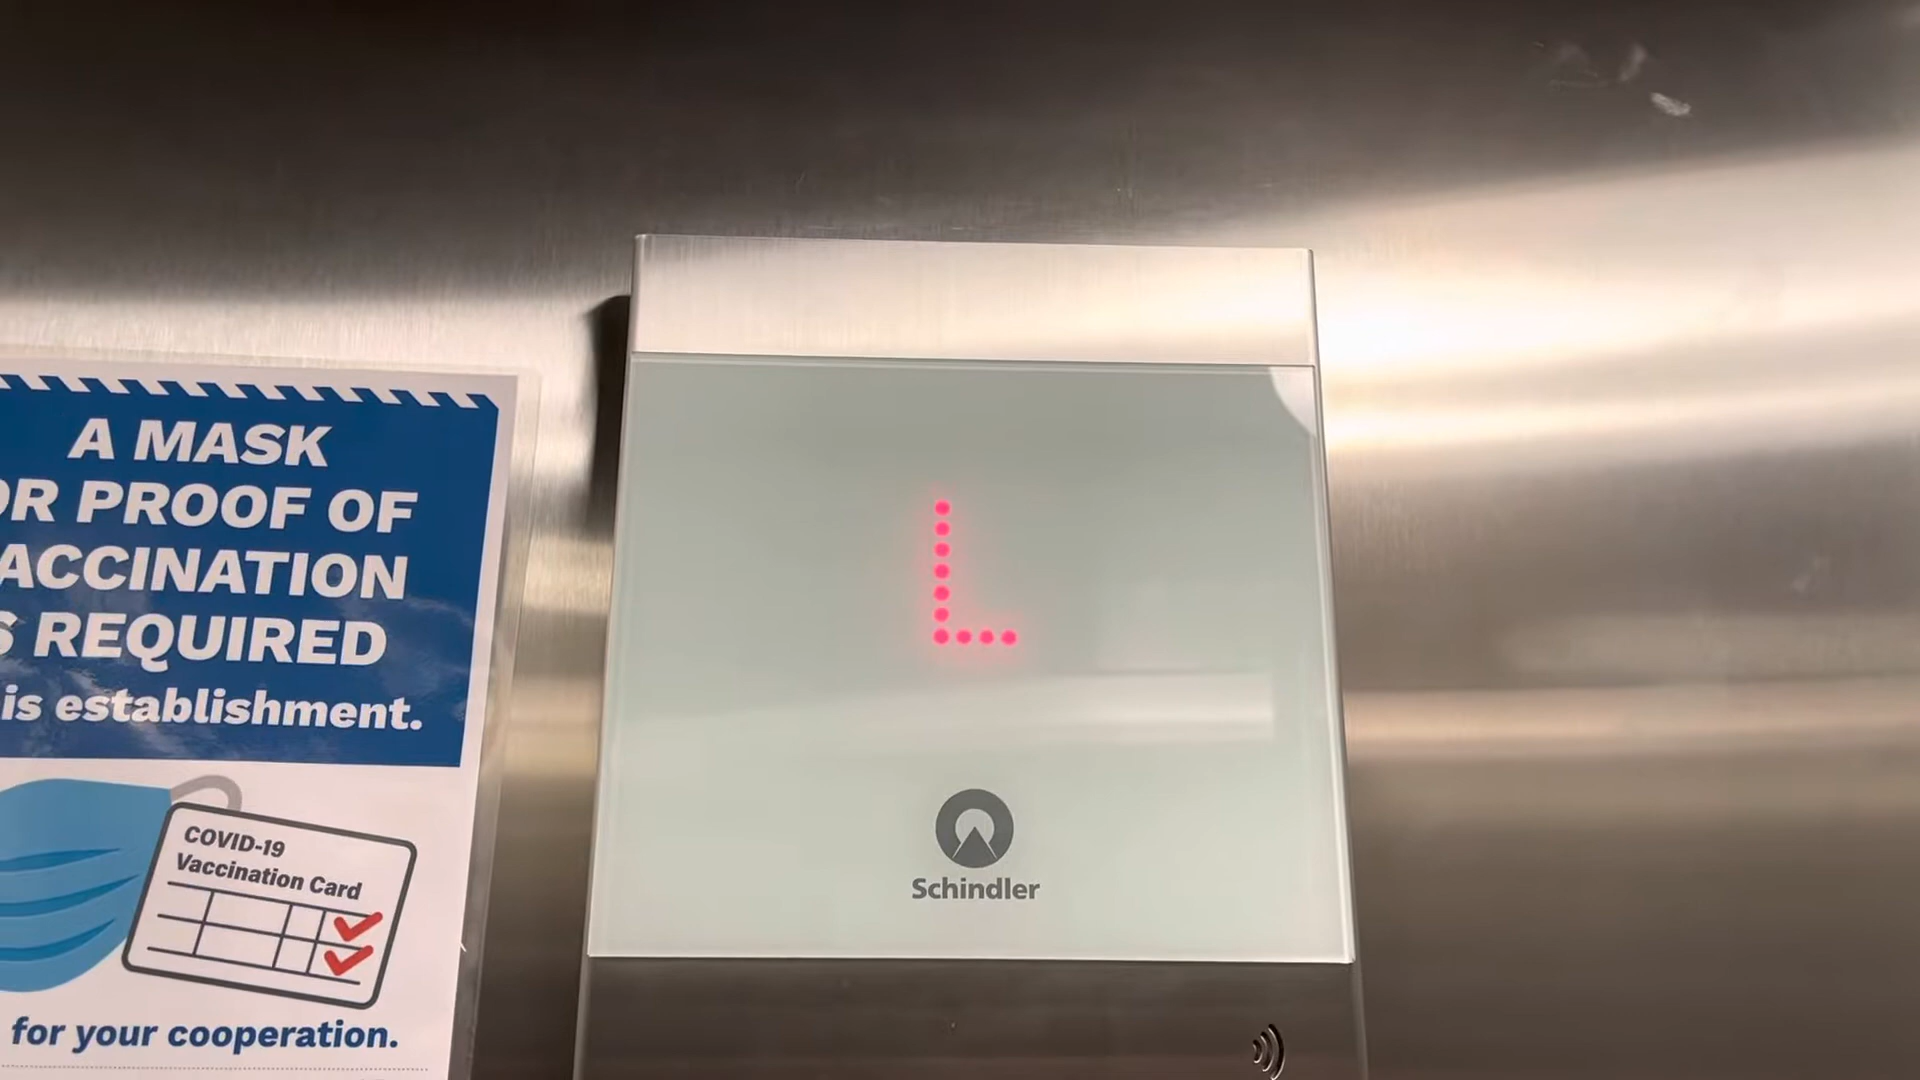 A MASK
OR PROOF OF
ACCINATION
S REQUIRED
is establishment.
COVID-19
Vaccination Card
for your cooperation.
L
Schindler